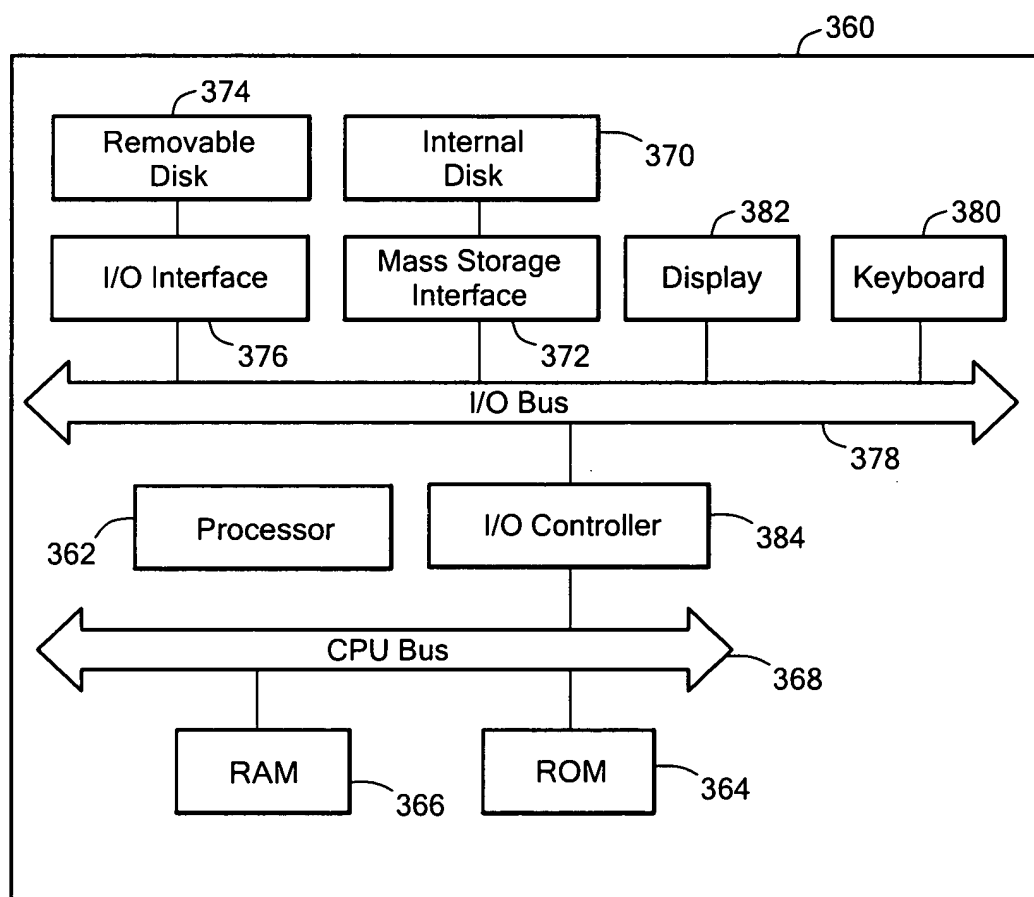 360
374
Removable
Disk
Internal
Disk
370
382
380
I/O Interface
Mass Storage
Interface
Display
Keyboard
376
372
I/O Bus
378
362
Processor
I/O Controller
384
CPU Bus
368
RAM
366
ROM
364